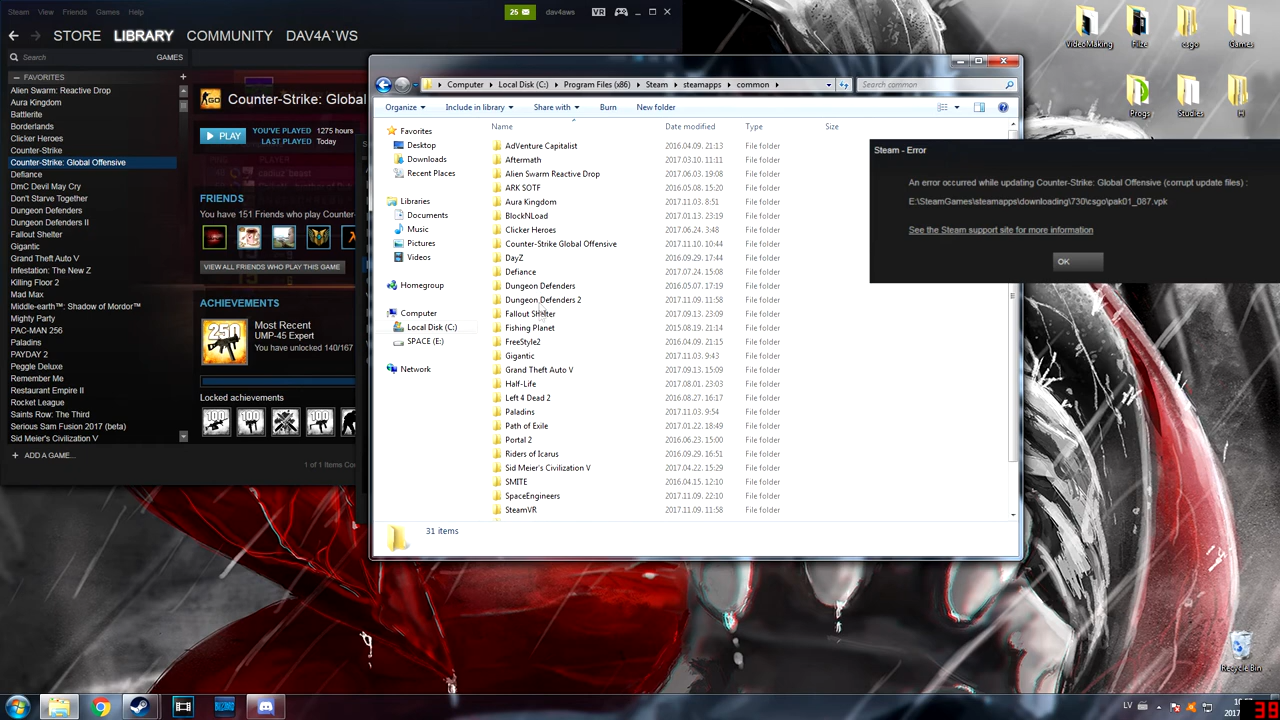 Steam View Friends Games Help
25 dav4aws VR
STORE LIBRARY COMMUNITY DAV4A`WS
Search GAMES
FAVORITES
Alien Swarm: Reactive Drop
Aura Kingdom
Battlerite
Borderlands
Clicker Heroes
Counter-Strike
Counter-Strike: Global Offensive
Defiance
DmC Devil May Cry
Don't Starve Together
Dungeon Defenders
Dungeon Defenders II
Fallout Shelter
Gigantic
Grand Theft Auto V
Infestation: The New Z
Killing Floor 2
Mad Max
Middle-earth™: Shadow of Mordor™
Mighty Party
PAC-MAN 256
Paladins
PAYDAY 2
Peggle Deluxe
Remember Me
Restaurant Empire II
Rocket League
Saints Row: The Third
Serious Sam Fusion 2017 (beta)
Sid Meier's Civilization V
ADD A GAME...
GO
Counter-Strike: Global
PLAY
YOU'VE PLAYED 1275 hours
LAST PLAYED Today
FRIENDS
You have 151 Friends who play Counter-
VIEW ALL FRIENDS WHO PLAY THIS GAME
ACHIEVEMENTS
250
Most Recent
UMP-45 Expert
You have unlocked 140/167
Locked achievements
100 100 100
1 of 1 Items Co
Computer Local Disk (C:) Program Files (x86) Steam steamapps common
Search common
Organize Include in library Share with Burn New folder
Favorites
Desktop
Downloads
Recent Places
Libraries
Documents
Music
Pictures
Videos
Homegroup
Computer
Local Disk (C:)
SPACE (E:)
Network
Name Date modified Type Size
AdVenture Capitalist 2016.04.09. 21:13 File folder
Aftermath 2017.03.10. 11:11 File folder
Alien Swarm Reactive Drop 2017.06.03. 19:08 File folder
ARK SOTF 2016.05.08. 15:20 File folder
Aura Kingdom 2017.11.03. 8:51 File folder
BlockNLoad 2017.01.13. 23:19 File folder
Clicker Heroes 2017.06.24. 3:48 File folder
Counter-Strike Global Offensive 2017.11.10. 10:44 File folder
DayZ 2016.09.29. 17:44 File folder
Defiance 2017.07.24. 15:08 File folder
Dungeon Defenders 2016.05.07. 17:19 File folder
Dungeon Defenders 2 2017.11.09. 11:58 File folder
Fallout Shelter 2017.09.13. 23:09 File folder
Fishing Planet 2015.08.19. 21:14 File folder
FreeStyle2 2016.04.09. 21:15 File folder
Gigantic 2017.11.03. 9:43 File folder
Grand Theft Auto V 2017.09.13. 15:09 File folder
Half-Life 2017.08.01. 23:03 File folder
Left 4 Dead 2 2016.08.27. 16:17 File folder
Paladins 2017.11.03. 9:54 File folder
Path of Exile 2017.01.22. 18:49 File folder
Portal 2 2016.06.23. 15:00 File folder
Riders of Icarus 2016.09.29. 16:51 File folder
Sid Meier's Civilization V 2017.04.22. 15:29 File folder
SMITE 2016.04.15. 12:10 File folder
SpaceEngineers 2017.11.09. 22:10 File folder
SteamVR 2017.11.09. 11:58 File folder
31 items
VideoMaking
csgo
Games
Progs
Studies
H
Steam - Error
An error occurred while updating Counter-Strike: Global Offensive (corrupt update files) :
E:\SteamGames\steamapps\downloading\730\csgo\pak01_087.vpk
See the Steam support site for more information
OK
Recycle Bin
LV